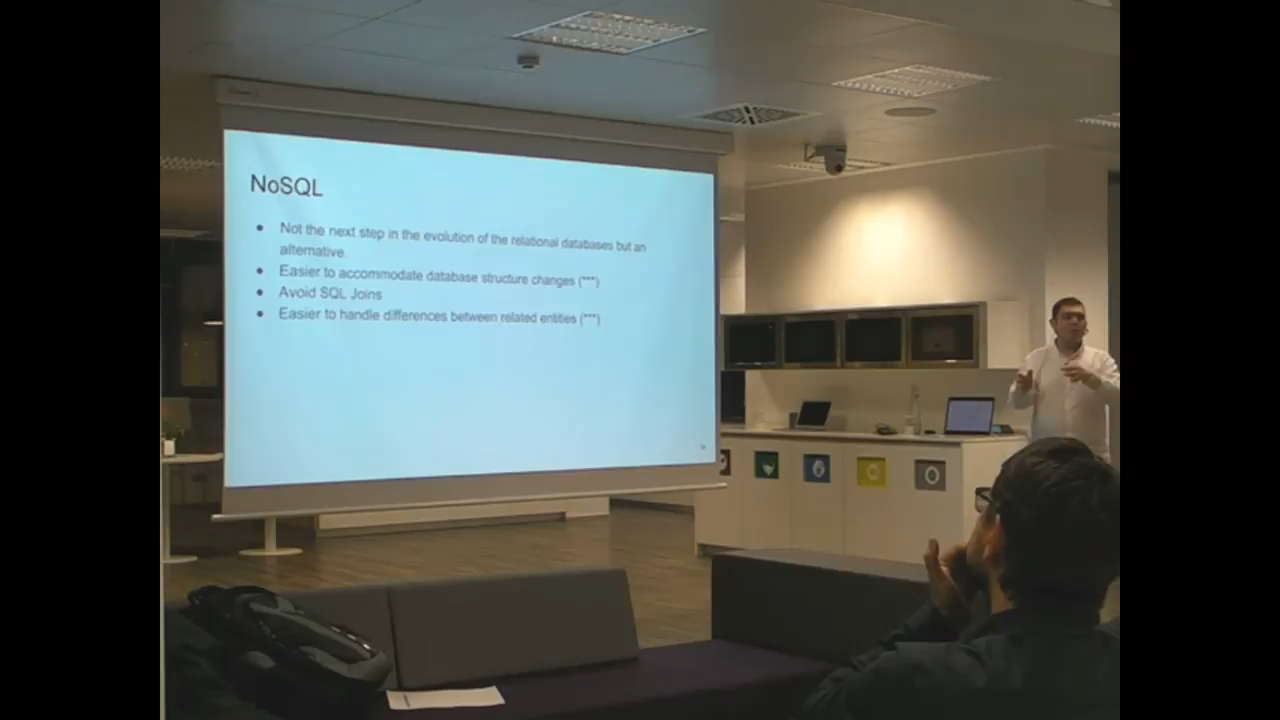 NoSQL
● Not the next step in the evolution of the relational databases but an
alternative.
● Easier to accommodate database structure changes (***)
● Avoid SQL Joins
● Easier to handle differences between related entities (***)